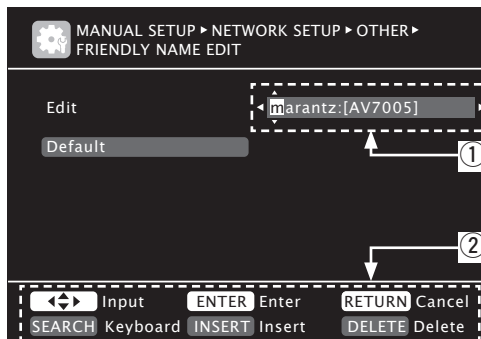 MANUAL SETUP ▸ NETWORK SETUP ▸ OTHER ▸
FRIENDLY NAME EDIT
Edit
marantz:[AV7005]
Default
①
②
Input ENTER Enter RETURN Cancel
SEARCH Keyboard INSERT Insert DELETE Delete